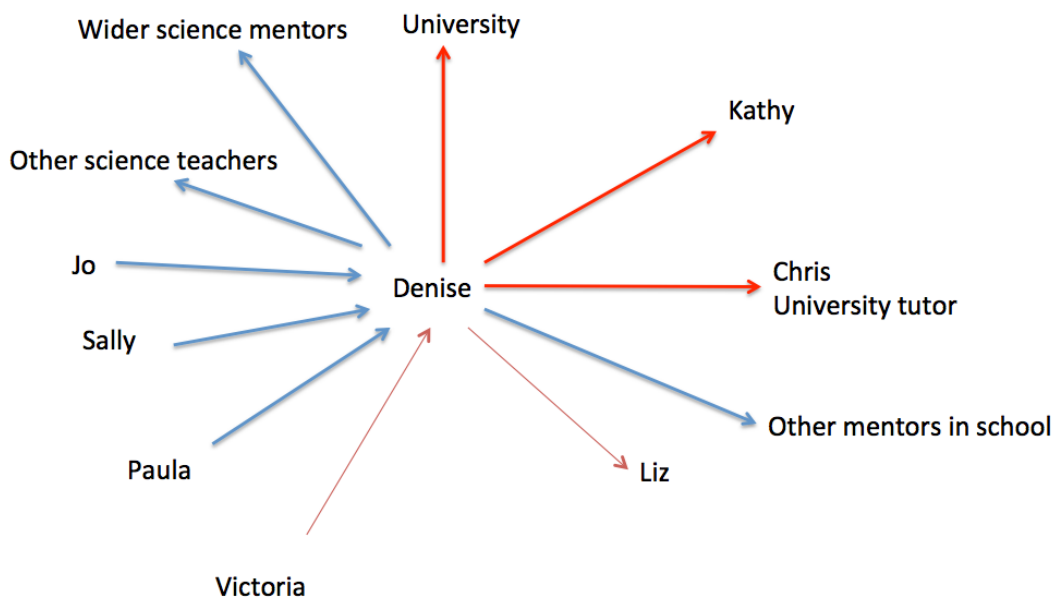 Wider science mentors
University
Kathy
Other science teachers
Jo
Denise
Chris
University tutor
Sally
Other mentors in school
Paula
Liz
Victoria